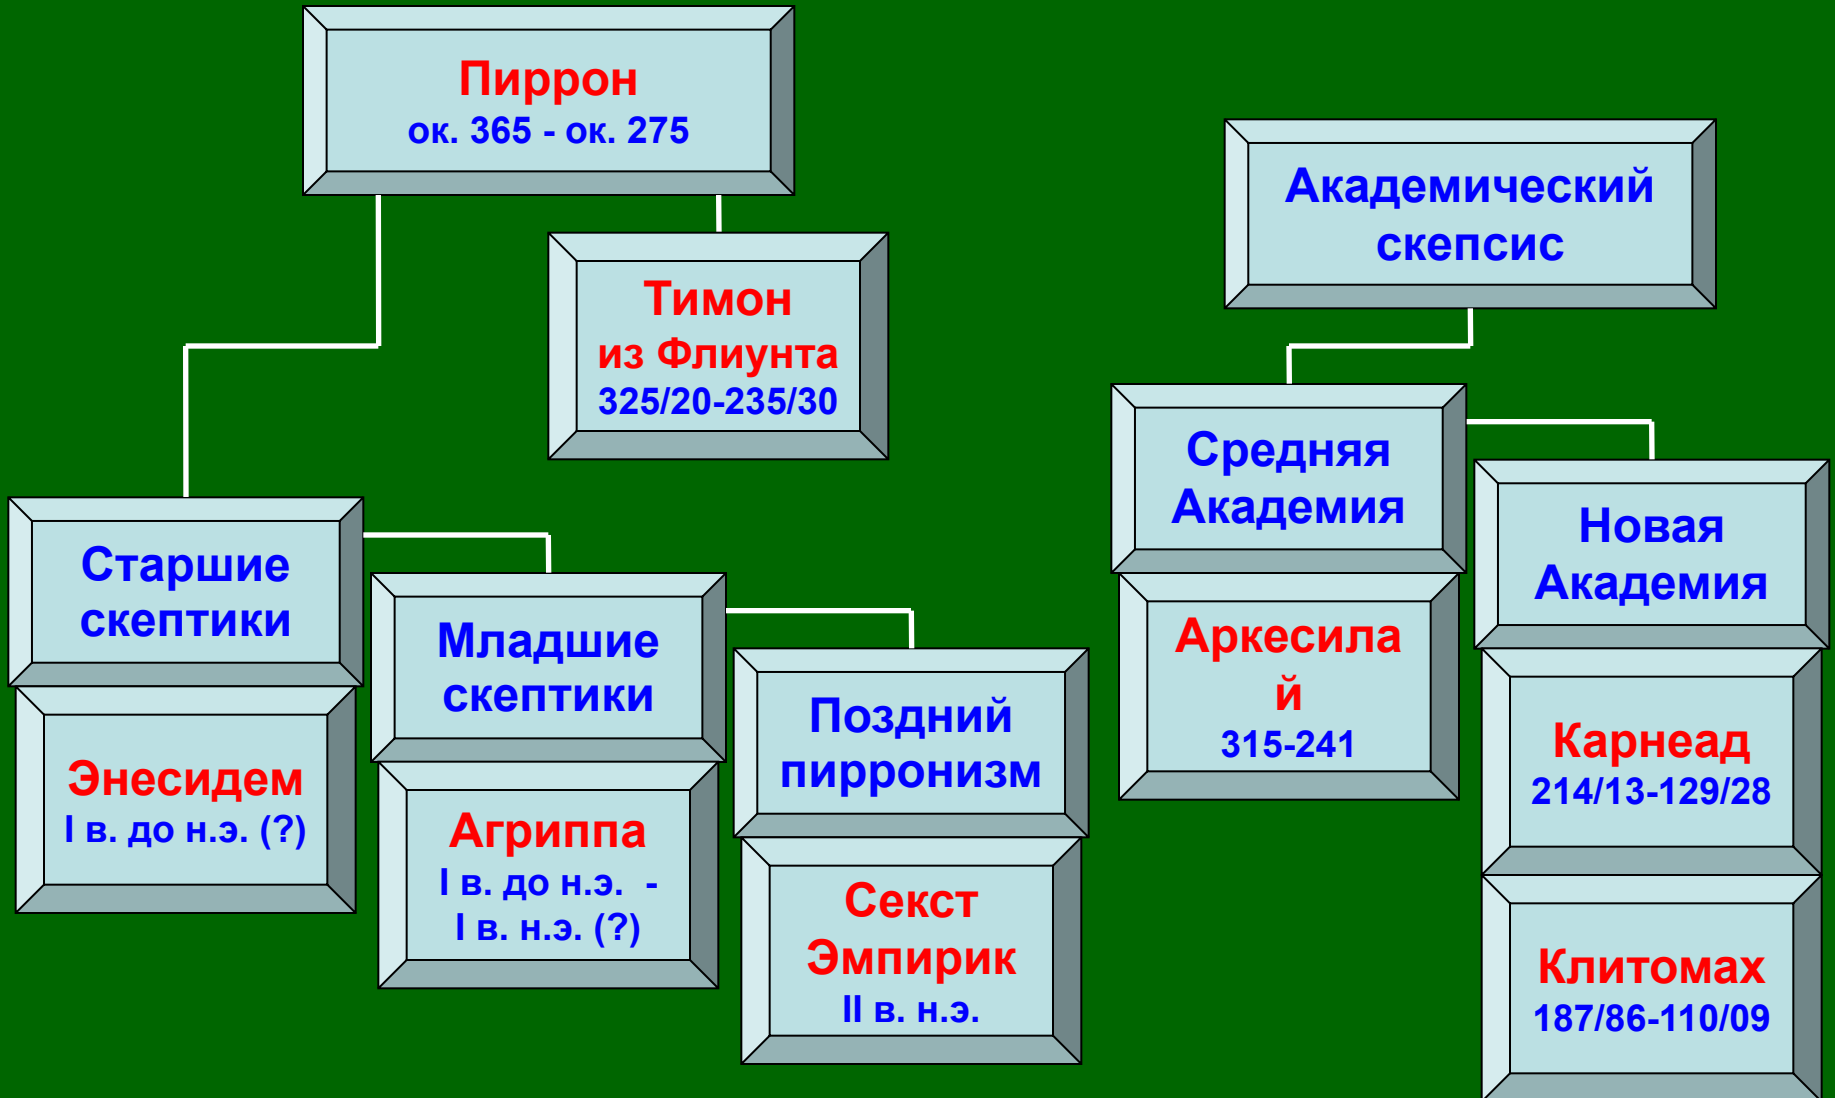 Пиррон
ок. 365 - ок. 275
Тимон
из Флиунта
325/20-235/30
Старшие
скептики
Энесидем
I в. до н.э. (?)
Младшие
скептики
Агриппа
I в. до н.э. -
I в. н.э. (?)
Поздний
пирронизм
Секст
Эмпирик
II в. н.э.
Академический
скепсис
Средняя
Академия
Аркесила
й
315-241
Новая
Академия
Карнеад
214/13-129/28
Клитомах
187/86-110/09